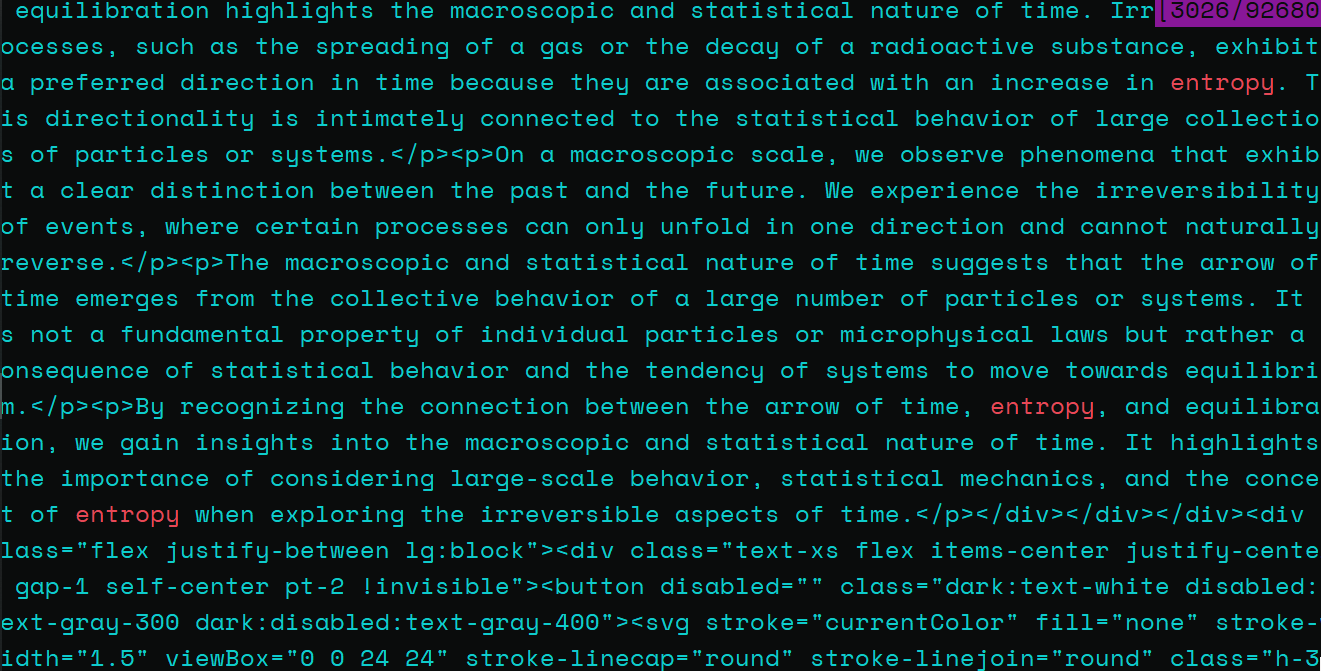 equilibration highlights the macroscopic and statistical nature of time. Irr[3026/92680
ocesses, such as the spreading of a gas or the decay of a radioactive substance, exhibit
a preferred direction in time because they are associated with an increase in entropy. T
is directionality is intimately connected to the statistical behavior of large collectio
s of particles or systems.</p><p>On a macroscopic scale, we observe phenomena that exhib
t a clear distinction between the past and the future. We experience the irreversibility
of events, where certain processes can only unfold in one direction and cannot naturally
reverse.</p><p>The macroscopic and statistical nature of time suggests that the arrow of
time emerges from the collective behavior of a large number of particles or systems. It
s not a fundamental property of individual particles or microphysical laws but rather a
onsequence of statistical behavior and the tendency of systems to move towards equilibri
m.</p><p>By recognizing the connection between the arrow of time, entropy, and equilibra
ion, we gain insights into the macroscopic and statistical nature of time. It highlights
the importance of considering large-scale behavior, statistical mechanics, and the conce
t of entropy when exploring the irreversible aspects of time.</p></div></div></div><div
lass="flex justify-between lg:block"><div class="text-xs flex items-center justify-cente
gap-1 self-center pt-2 !invisible"><button disabled="" class="dark:text-white disabled:
ext-gray-300 dark:disabled:text-gray-400"><svg stroke="currentColor" fill="none" stroke-
idth="1.5" viewBox="0 0 24 24" stroke-linecap="round" stroke-linejoin="round" class="h-3